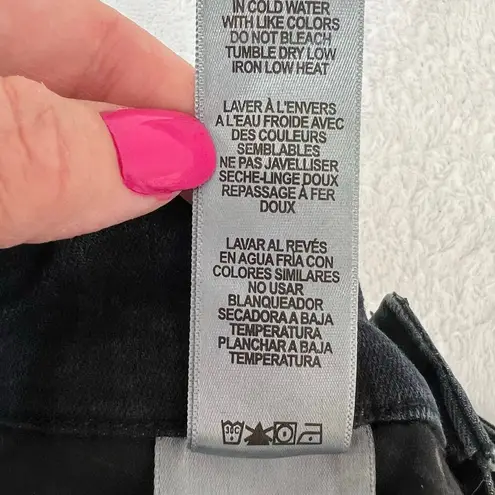 IN COLD WATER
WITH LIKE COLORS
DO NOT BLEACH
TUMBLE DRY LOW
IRON LOW HEAT
LAVER À L'ENVERS
A L'EAU FROIDE AVEC
DES COULEURS
SEMBLABLES
NE PAS JAVELLISER
SECHE-LINGE DOUX
REPASSAGE À FER
DOUX
LAVAR AL REVÉS
EN AGUA FRÍA CON
COLORES SIMILARES
NO USAR
BLANQUEADOR
SECADORA A BAJA
TEMPERATURA
PLANCHAR A BAJA
TEMPERATURA
30C